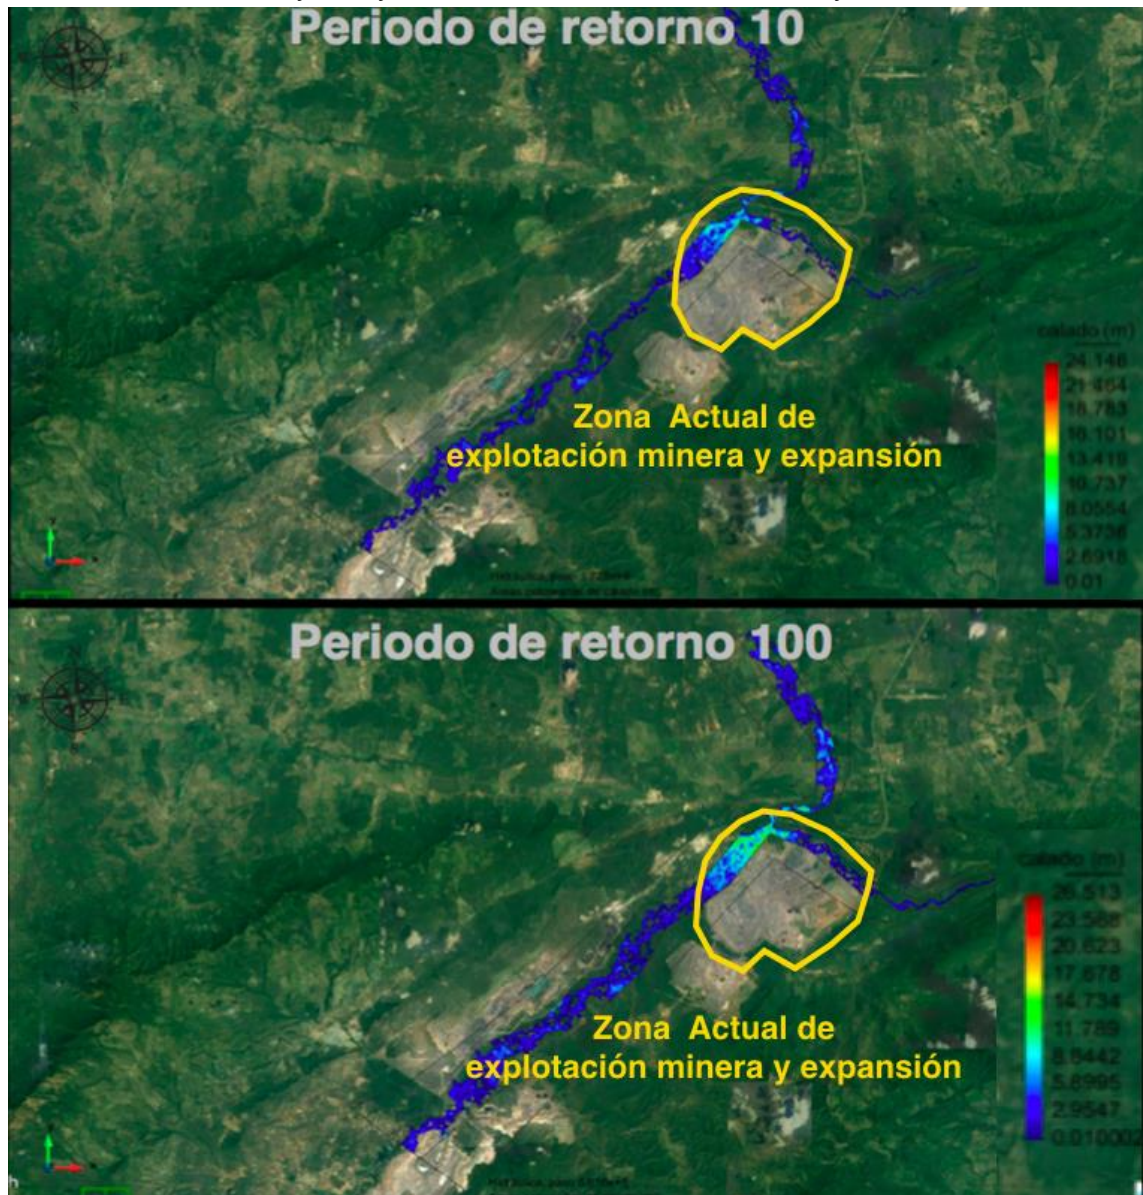 Periodo de retorno 10
calado (m)
24.146
21.464
18.783
16.101
13.419
10.737
8.0554
5.3736
2.6918
0.01
Zona Actual de
explotación minera y expansión
Periodo de retorno 100
calado (m)
26.513
23.568
20.623
17.678
14.734
11.789
8.8442
5.8995
2.9547
Zona Actual de
explotación minera y expansión